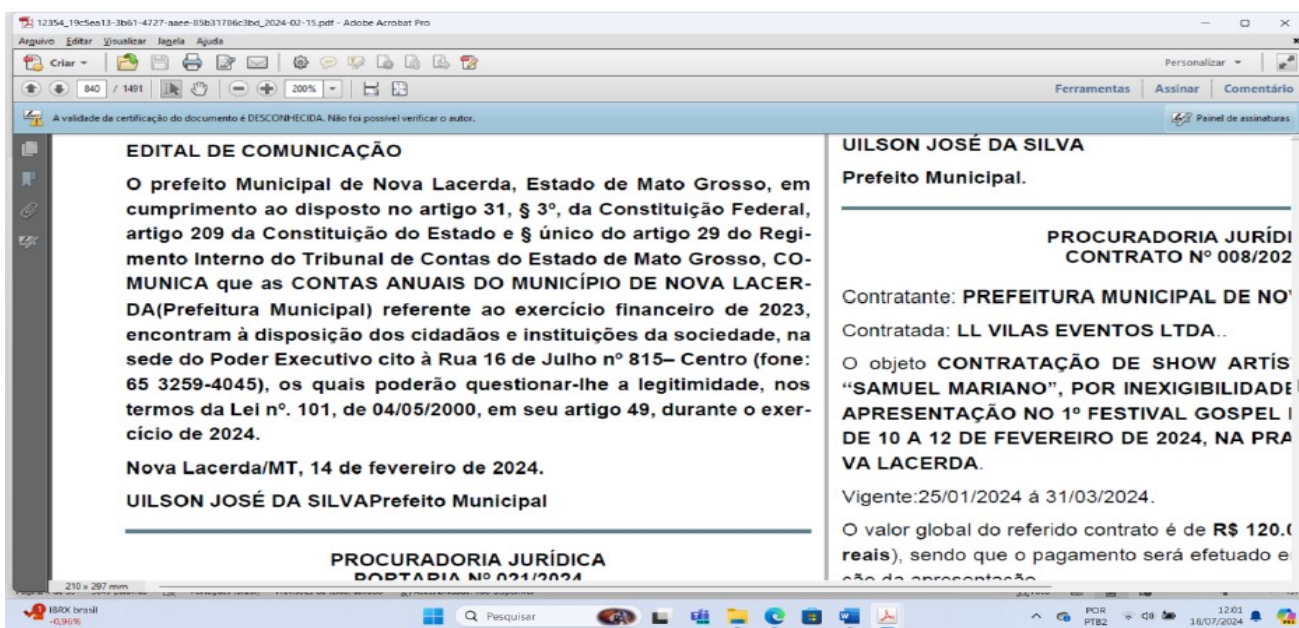 12354_19c5ea13-3b61-4727-aaee-85b31786c3bd_2024-02-15.pdf - Adobe Acrobat Pro
Arquivo Editar Visualizar Janela Ajuda
Criar
Personalizar
840 / 1491 200%
Ferramentas Assinar Comentário
A validade da certificação do documento é DESCONHECIDA. Não foi possível verificar o autor.
Painel de assinaturas
EDITAL DE COMUNICAÇÃO
O prefeito Municipal de Nova Lacerda, Estado de Mato Grosso, em
cumprimento ao disposto no artigo 31, § 3º, da Constituição Federal,
artigo 209 da Constituição do Estado e § único do artigo 29 do Regi-
mento Interno do Tribunal de Contas do Estado de Mato Grosso, CO-
MUNICA que as CONTAS ANUAIS DO MUNICÍPIO DE NOVA LACER-
DA(Prefeitura Municipal) referente ao exercício financeiro de 2023,
encontram à disposição dos cidadãos e instituições da sociedade, na
sede do Poder Executivo cito à Rua 16 de Julho nº 815– Centro (fone:
65 3259-4045), os quais poderão questionar-lhe a legitimidade, nos
termos da Lei nº. 101, de 04/05/2000, em seu artigo 49, durante o exer-
cício de 2024.
Nova Lacerda/MT, 14 de fevereiro de 2024.
UILSON JOSÉ DA SILVAPrefeito Municipal
PROCURADORIA JURÍDICA
PORTARIA Nº 021/2024
UILSON JOSÉ DA SILVA
Prefeito Municipal.
PROCURADORIA JURÍDI
CONTRATO Nº 008/202
Contratante: PREFEITURA MUNICIPAL DE NO
Contratada: LL VILAS EVENTOS LTDA..
O objeto CONTRATAÇÃO DE SHOW ARTÍS
“SAMUEL MARIANO”, POR INEXIGIBILIDADE
APRESENTAÇÃO NO 1º FESTIVAL GOSPEL
DE 10 A 12 DE FEVEREIRO DE 2024, NA PRA
VA LACERDA.
Vigente:25/01/2024 á 31/03/2024.
O valor global do referido contrato é de R$ 120.0
reais), sendo que o pagamento será efetuado e
ção da apresentação
210 x 297 mm
IBRX brasil
-0,96%
Pesquisar
POR
PTB2
12:01
18/07/2024